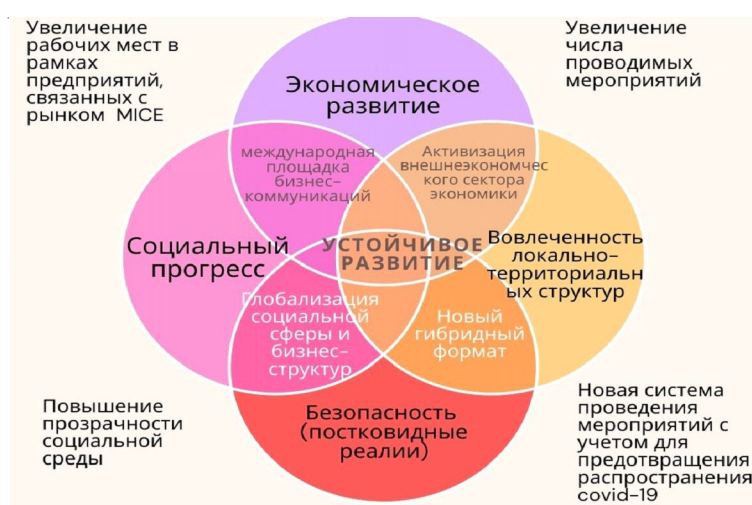 Увеличение
рабочих мест в
рамках
предприятий,
связанных с
рынком MICE
Увеличение
числа
проводимых
мероприятий
Экономическое
развитие
международная
площадка
бизнес-
коммуникаций
Активизация
внешнеэкономчес
кого сектора
экономики
Социальный
прогресс
УСТОЙЧИВОЕ
РАЗВИТИЕ
Вовлеченность
локально-
территориальн
ых структур
Глобализация
социальной
сферы и
бизнес-
структур
Новый
гибридный
формат
Безопасность
(постковидные
реалии)
Повышение
прозрачности
социальной
среды
Новая система
проведения
мероприятий с
учетом для
предотвращения
распространения
covid-19